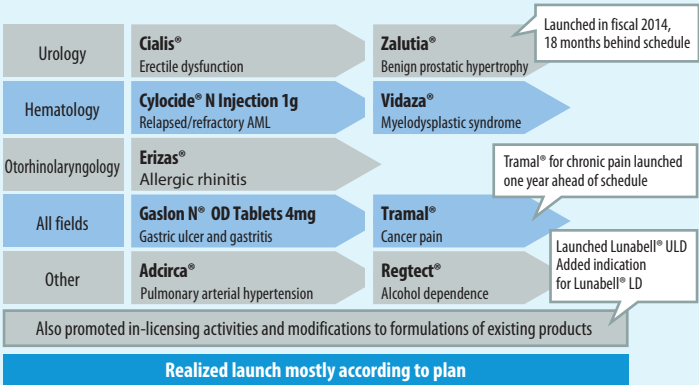 Launched in fiscal 2014,
18 months behind schedule
Urology
Cialis®
Erectile dysfunction
Zalutia®
Benign prostatic hypertrophy
Hematology
Cylocide® N Injection 1g
Relapsed/refractory AML
Vidaza®
Myelodysplastic syndrome
Otorhinolaryngology
Erizas®
Allergic rhinitis
Tramal® for chronic pain launched
one year ahead of schedule
All fields
Gaslon N® OD Tablets 4mg
Gastric ulcer and gastritis
Tramal®
Cancer pain
Launched Lunabell® ULD
Added indication
for Lunabell® LD
Other
Adcirca®
Pulmonary arterial hypertension
Regtect®
Alcohol dependence
Also promoted in-licensing activities and modifications to formulations of existing products
Realized launch mostly according to plan